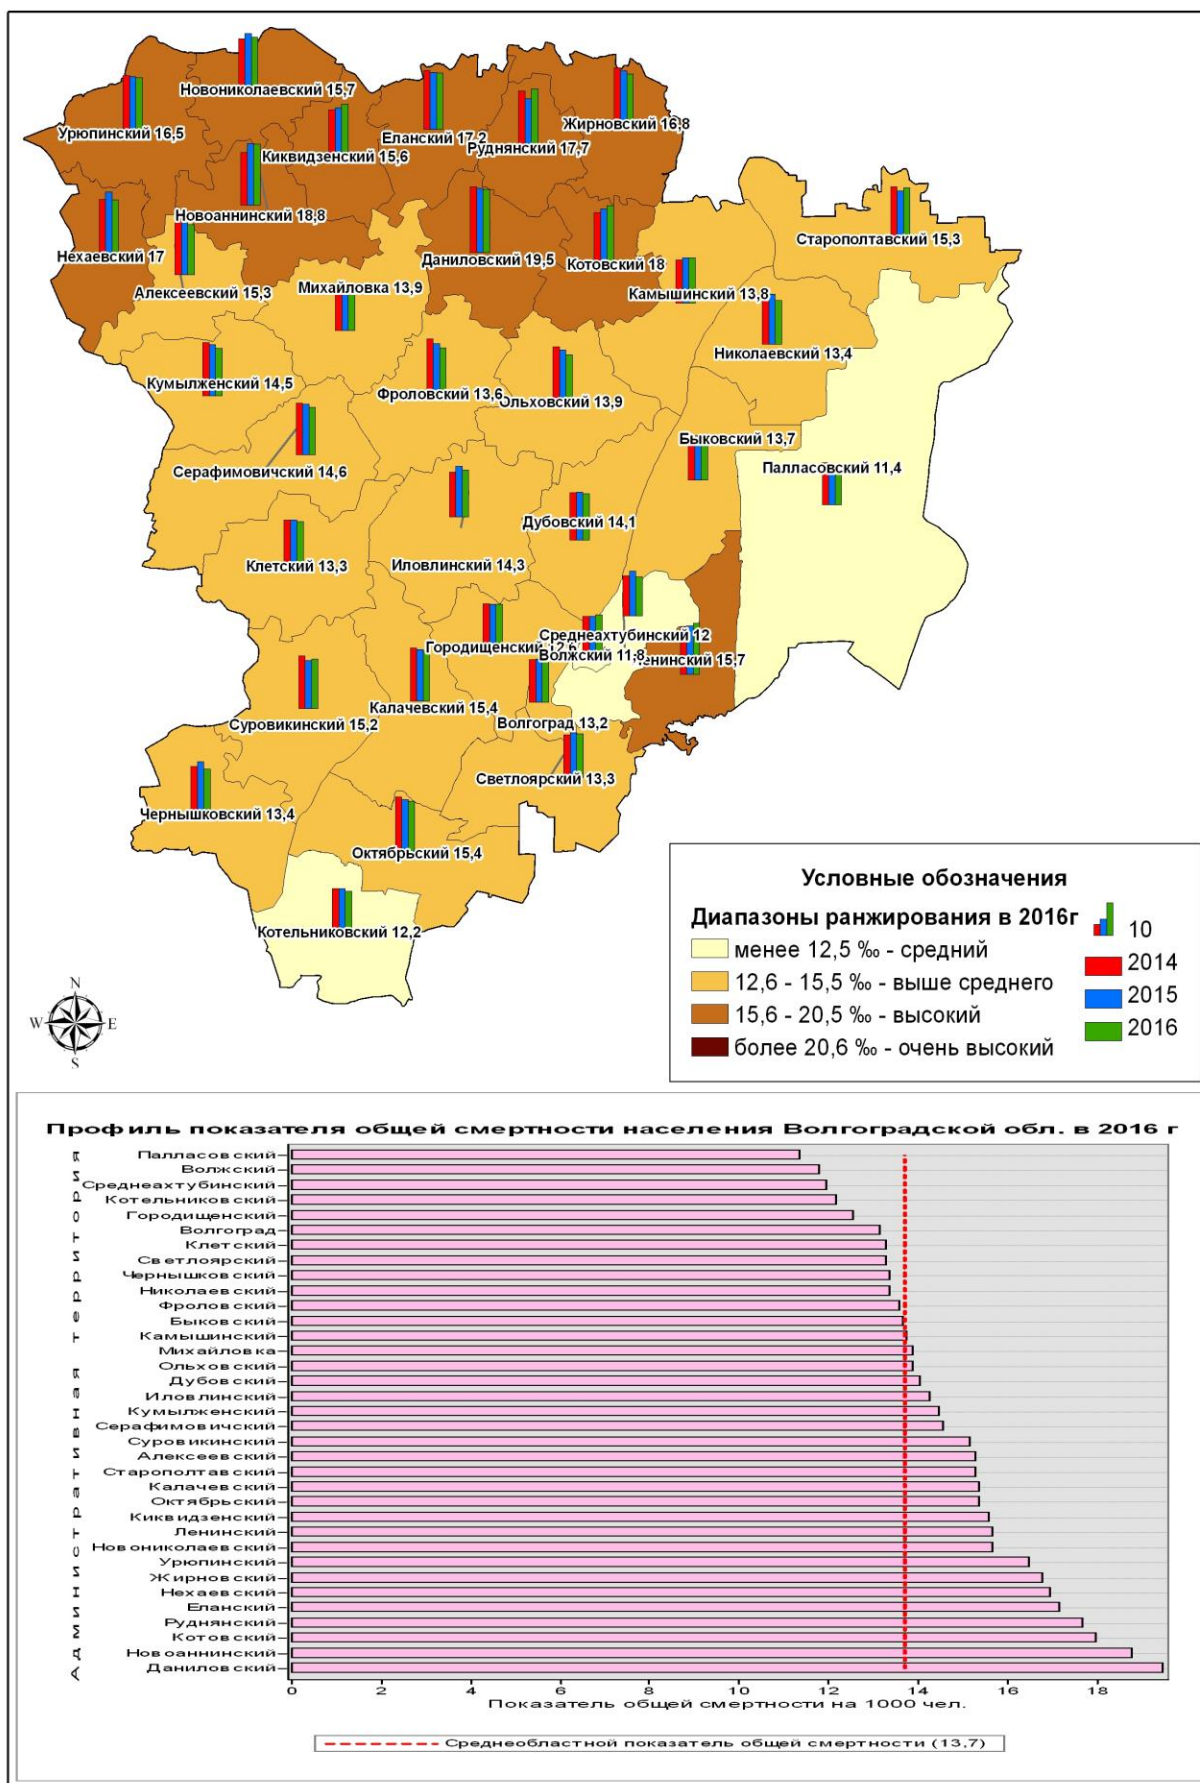 Новониколаевский 15,7
Урюпинский 16,5
Киквидзенский 15,6
Еланский 17,2
Руднянский 17,7
Жирновский 16,8
Новоаннинский 18,8
Нехаевский 17
Алексеевский 15,3
Михайловка 13,9
Даниловский 19,5
Котовский 18
Камышинский 13,8
Старополтавский 15,3
Николаевский 13,4
Кумылженский 14,5
Фроловский 13,6
Ольховский 13,9
Быковский 13,7
Палласовский 11,4
Серафимовичский 14,6
Дубовский 14,1
Клетский 13,3
Иловлинский 14,3
Городищенский 12,6
Среднеахтубинский 12
Волжский 11,8
Ленинский 15,7
Суровикинский 15,2
Калачевский 15,4
Волгоград 13,2
Светлоярский 13,3
Чернышковский 13,4
Октябрьский 15,4
Котельниковский 12,2
N
W E
S
Условные обозначения
Диапазоны ранжирования в 2016г
менее 12,5 ‰ - средний
12,6 - 15,5 ‰ - выше среднего
15,6 - 20,5 ‰ - высокий
более 20,6 ‰ - очень высокий
10
2014
2015
2016
Профиль показателя общей смертности населения Волгоградской обл. в 2016 г
Административная территория
Палласовский
Волжский
Среднеахтубинский
Котельниковский
Городищенский
Волгоград
Клетский
Светлоярский
Чернышковский
Николаевский
Фроловский
Быковский
Камышинский
Михайловка
Ольховский
Дубовский
Иловлинский
Кумылженский
Серафимовичский
Суровикинский
Алексеевский
Старополтавский
Калачевский
Октябрьский
Киквидзенский
Ленинский
Новониколаевский
Урюпинский
Жирновский
Нехаевский
Еланский
Руднянский
Котовский
Новоаннинский
Даниловский
0 2 4 6 8 10 12 14 16 18
Показатель общей смертности на 1000 чел.
Среднеобластной показатель общей смертности (13,7)